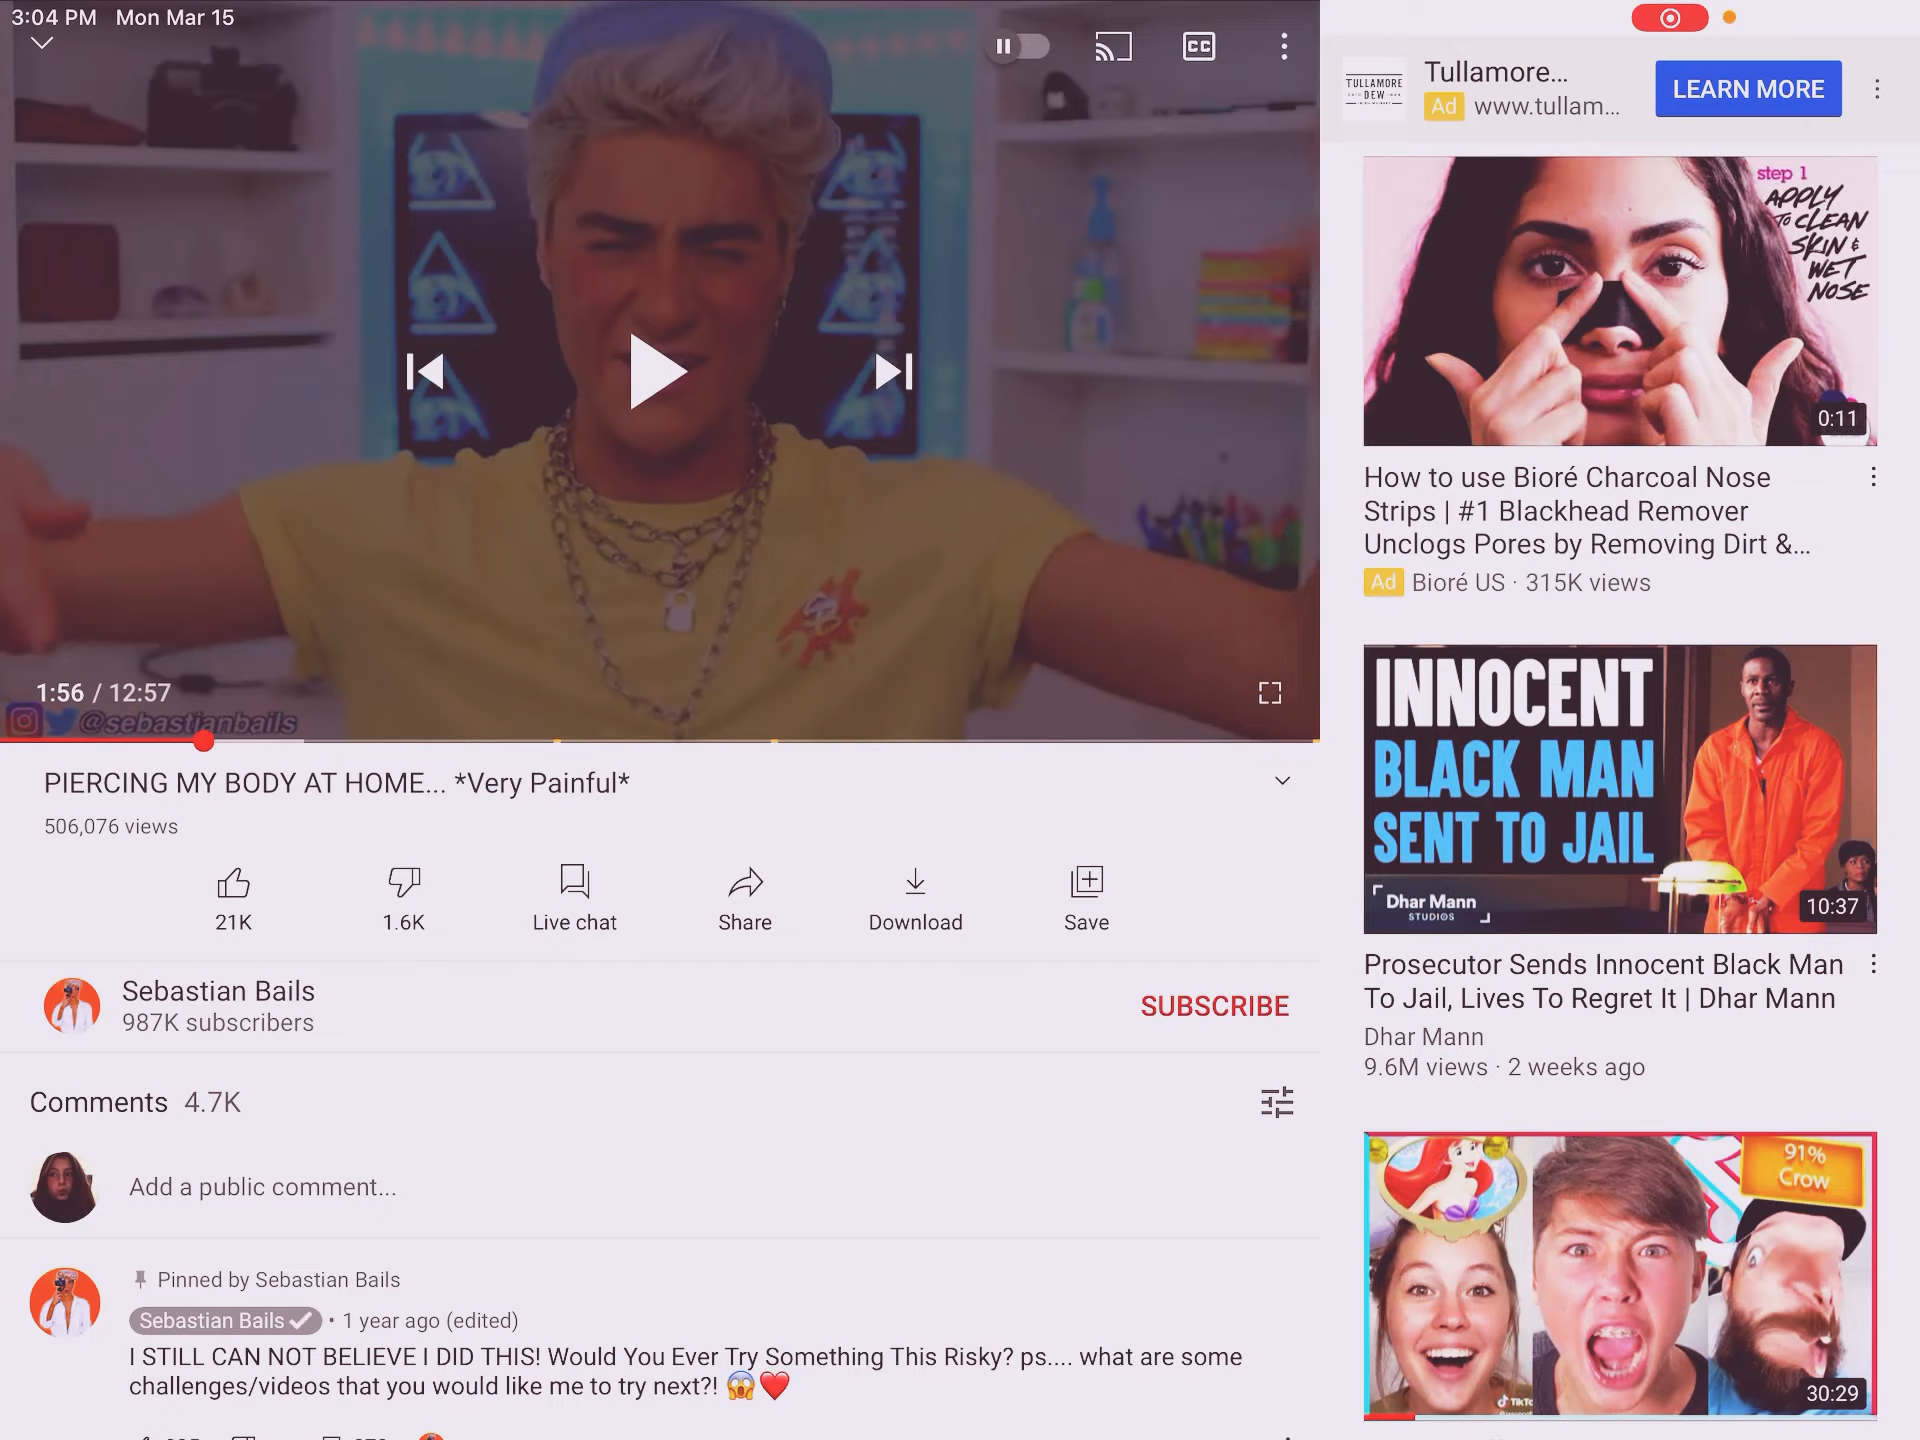 3:04 PM Mon Mar 15
CC
1:56 / 12:57
@sebastianbails
PIERCING MY BODY AT HOME... *Very Painful*
506,076 views
21K
1.6K
Live chat
Share
Download
Save
Sebastian Bails
987K subscribers
SUBSCRIBE
Comments 4.7K
Add a public comment...
Pinned by Sebastian Bails
Sebastian Bails • 1 year ago (edited)
I STILL CAN NOT BELIEVE I DID THIS! Would You Ever Try Something This Risky? ps.... what are some
challenges/videos that you would like me to try next?! 😱❤️
TULLAMORE
DEW
Tullamore...
Ad www.tullam...
LEARN MORE
step 1
APPLY
TO CLEAN
SKIN &
WET
NOSE
0:11
How to use Bioré Charcoal Nose
Strips | #1 Blackhead Remover
Unclogs Pores by Removing Dirt &...
Ad Bioré US · 315K views
INNOCENT
BLACK MAN
SENT TO JAIL
Dhar Mann
STUDIOS
10:37
Prosecutor Sends Innocent Black Man
To Jail, Lives To Regret It | Dhar Mann
Dhar Mann
9.6M views · 2 weeks ago
91%
Crow
TikTo
30:29